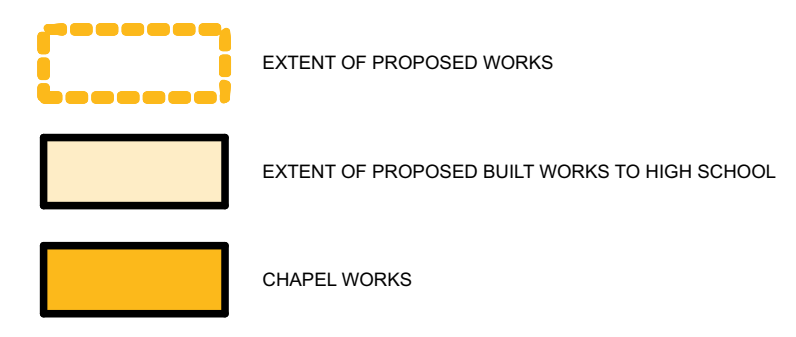 EXTENT OF PROPOSED WORKS
EXTENT OF PROPOSED BUILT WORKS TO HIGH SCHOOL
CHAPEL WORKS